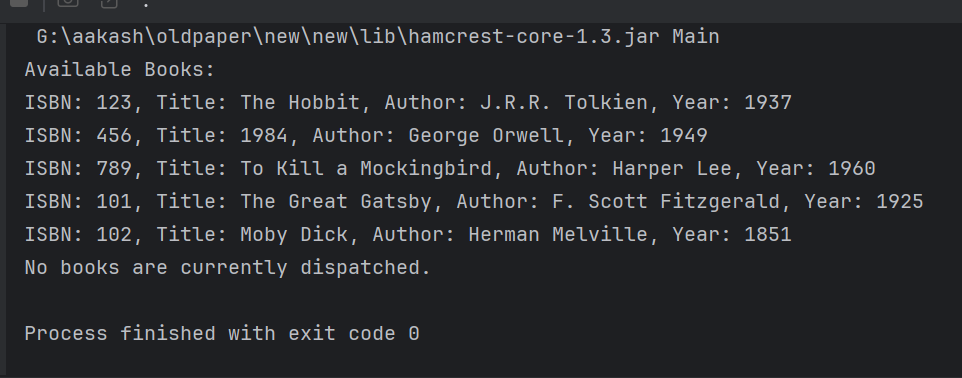 G:\aakash\oldpaper\new\new\lib\hamcrest-core-1.3.jar Main
Available Books:
ISBN: 123, Title: The Hobbit, Author: J.R.R. Tolkien, Year: 1937
ISBN: 456, Title: 1984, Author: George Orwell, Year: 1949
ISBN: 789, Title: To Kill a Mockingbird, Author: Harper Lee, Year: 1960
ISBN: 101, Title: The Great Gatsby, Author: F. Scott Fitzgerald, Year: 1925
ISBN: 102, Title: Moby Dick, Author: Herman Melville, Year: 1851
No books are currently dispatched.
Process finished with exit code 0